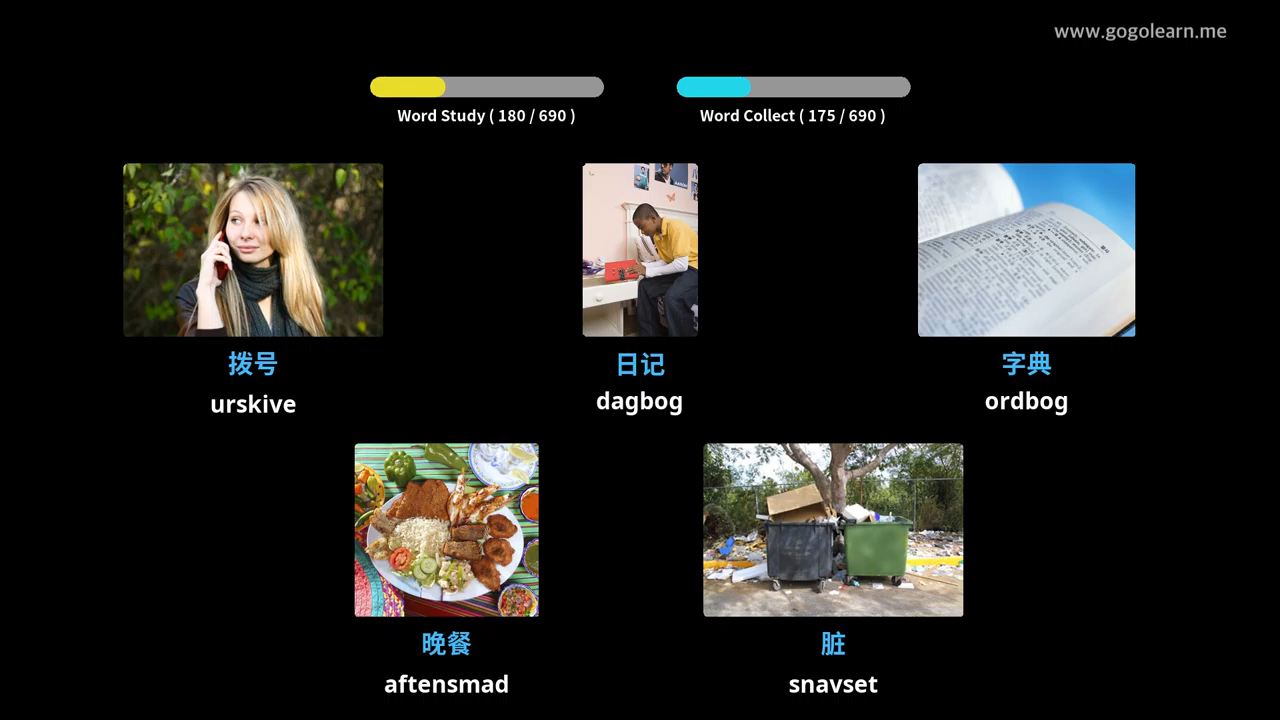 www.gogolearn.me
Word Study ( 180 / 690 )
Word Collect ( 175 / 690 )
拨号
urskive
日记
dagbog
字典
ordbog
晚餐
aftensmad
脏
snavset